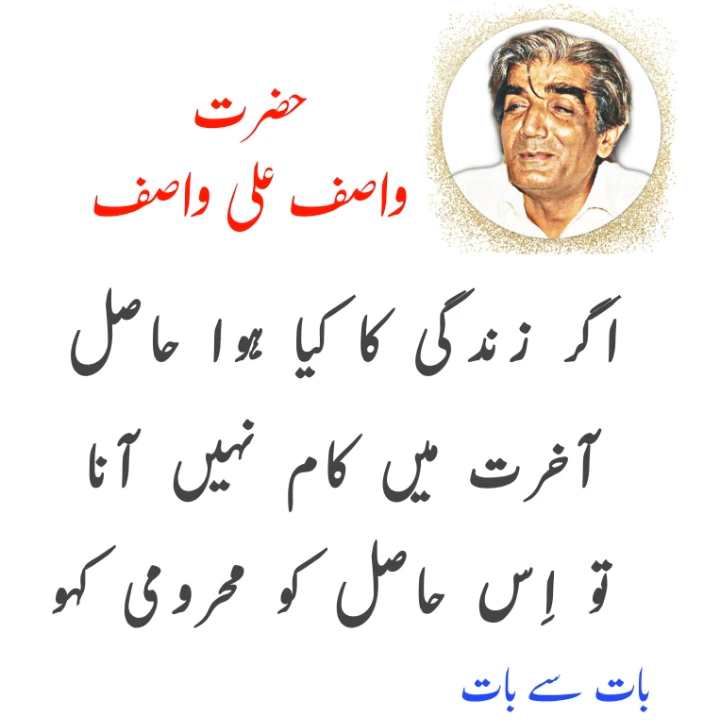 حضرت
واصف علی واصف
اگر زندگی کا کیا ہوا حاصل
آخرت میں کام نہیں آنا
تو اِس حاصل کو محرومی کہو
بات سے بات